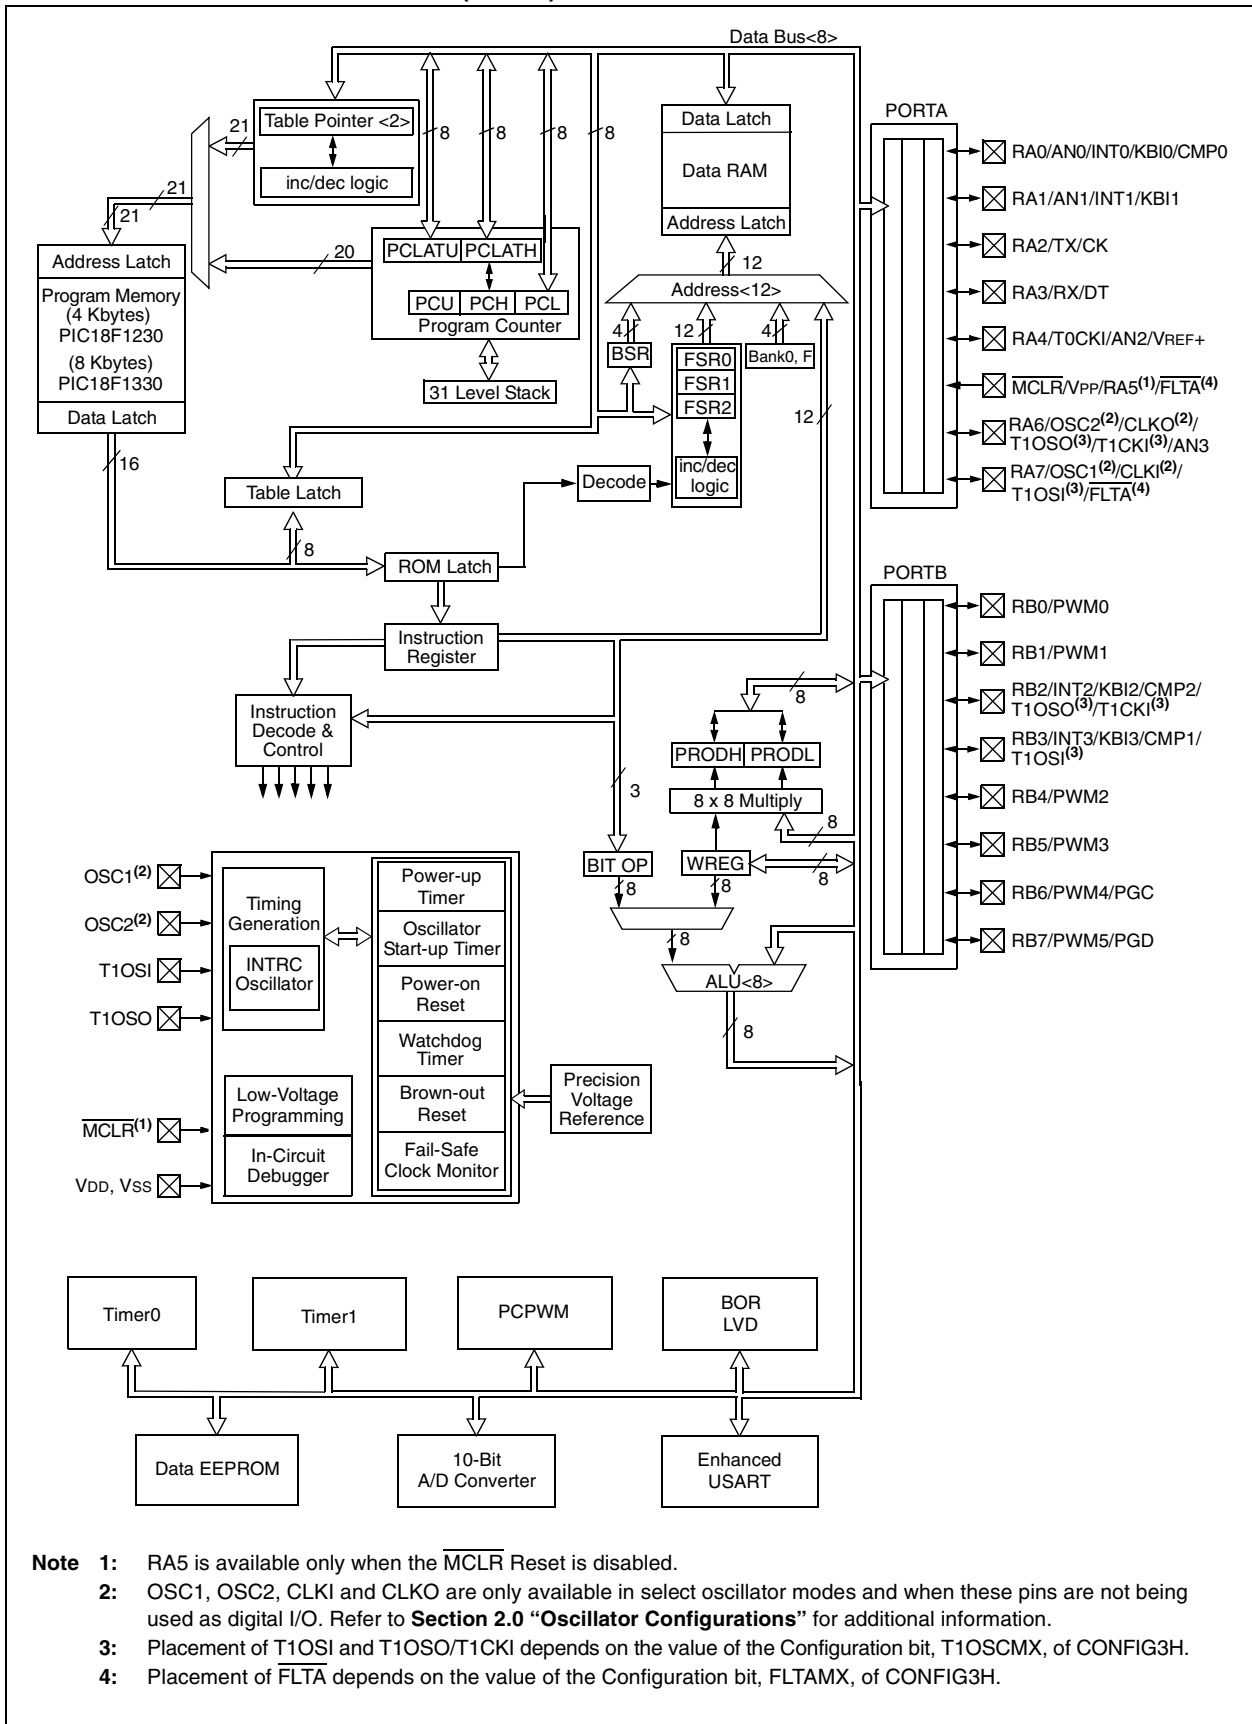 Data Bus<8>
Table Pointer <2>
inc/dec logic
21
8
8
8
8
Data Latch
Data RAM
Address Latch
PORTA
RA0/AN0/INT0/KBI0/CMP0
RA1/AN1/INT1/KBI1
RA2/TX/CK
RA3/RX/DT
RA4/T0CKI/AN2/VREF+
MCLR/VPP/RA5(1)/FLTA(4)
RA6/OSC2(2)/CLKO(2)/
T1OSO(3)/T1CKI(3)/AN3
RA7/OSC1(2)/CLKI(2)/
T1OSI(3)/FLTA(4)
21
21
20
PCLATU PCLATH
PCU PCH PCL
Program Counter
31 Level Stack
Address Latch
Program Memory
(4 Kbytes)
PIC18F1230
(8 Kbytes)
PIC18F1330
Data Latch
16
12
Address<12>
4
12
4
BSR
FSR0
FSR1
FSR2
Bank0, F
12
inc/dec
logic
Decode
Table Latch
8
ROM Latch
Instruction
Register
Instruction
Decode &
Control
PORTB
RB0/PWM0
RB1/PWM1
RB2/INT2/KBI2/CMP2/
T1OSO(3)/T1CKI(3)
RB3/INT3/KBI3/CMP1/
T1OSI(3)
RB4/PWM2
RB5/PWM3
RB6/PWM4/PGC
RB7/PWM5/PGD
8
PRODH PRODL
3
8 x 8 Multiply
8
BIT OP
WREG
8
8
8
8
ALU<8>
8
OSC1(2)
OSC2(2)
T1OSI
T1OSO
MCLR(1)
VDD, VSS
Timing
Generation
INTRC
Oscillator
Low-Voltage
Programming
In-Circuit
Debugger
Power-up
Timer
Oscillator
Start-up Timer
Power-on
Reset
Watchdog
Timer
Brown-out
Reset
Fail-Safe
Clock Monitor
Precision
Voltage
Reference
Timer0
Timer1
PCPWM
BOR
LVD
Data EEPROM
10-Bit
A/D Converter
Enhanced
USART
Note 1: RA5 is available only when the MCLR Reset is disabled.
2: OSC1, OSC2, CLKI and CLKO are only available in select oscillator modes and when these pins are not being
used as digital I/O. Refer to Section 2.0 “Oscillator Configurations” for additional information.
3: Placement of T1OSI and T1OSO/T1CKI depends on the value of the Configuration bit, T1OSCMX, of CONFIG3H.
4: Placement of FLTA depends on the value of the Configuration bit, FLTAMX, of CONFIG3H.